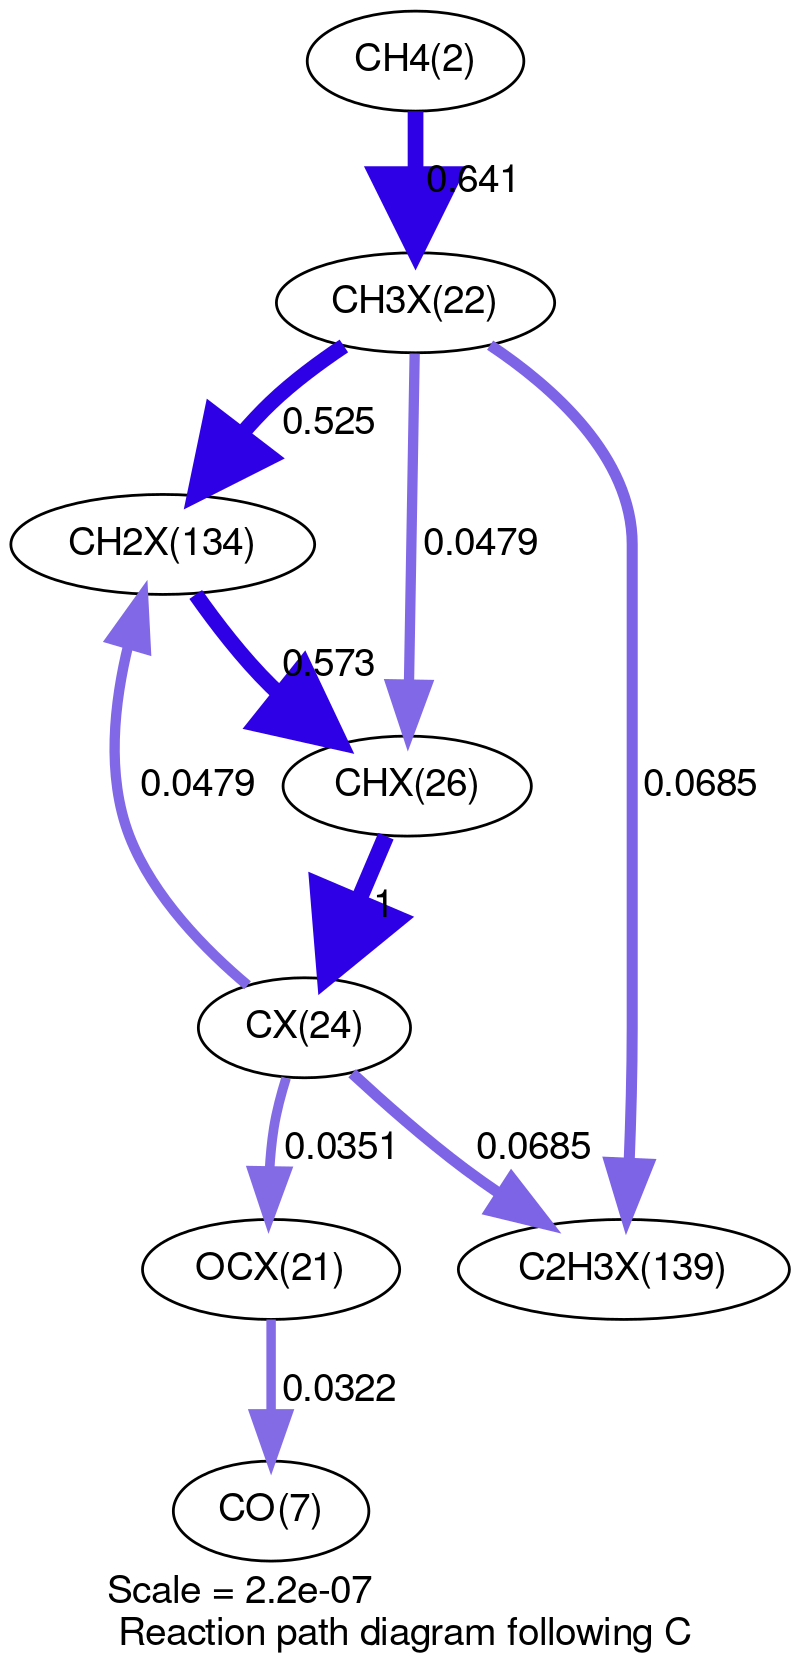 CH4(2)
0.641
CH3X(22)
0.525
CH2X(134)
0.0479
0.573
0.0479
CHX(26)
0.0685
1
CX(24)
0.0351
0.0685
OCX(21)
C2H3X(139)
0.0322
CO(7)
Scale = 2.2e-07
Reaction path diagram following C